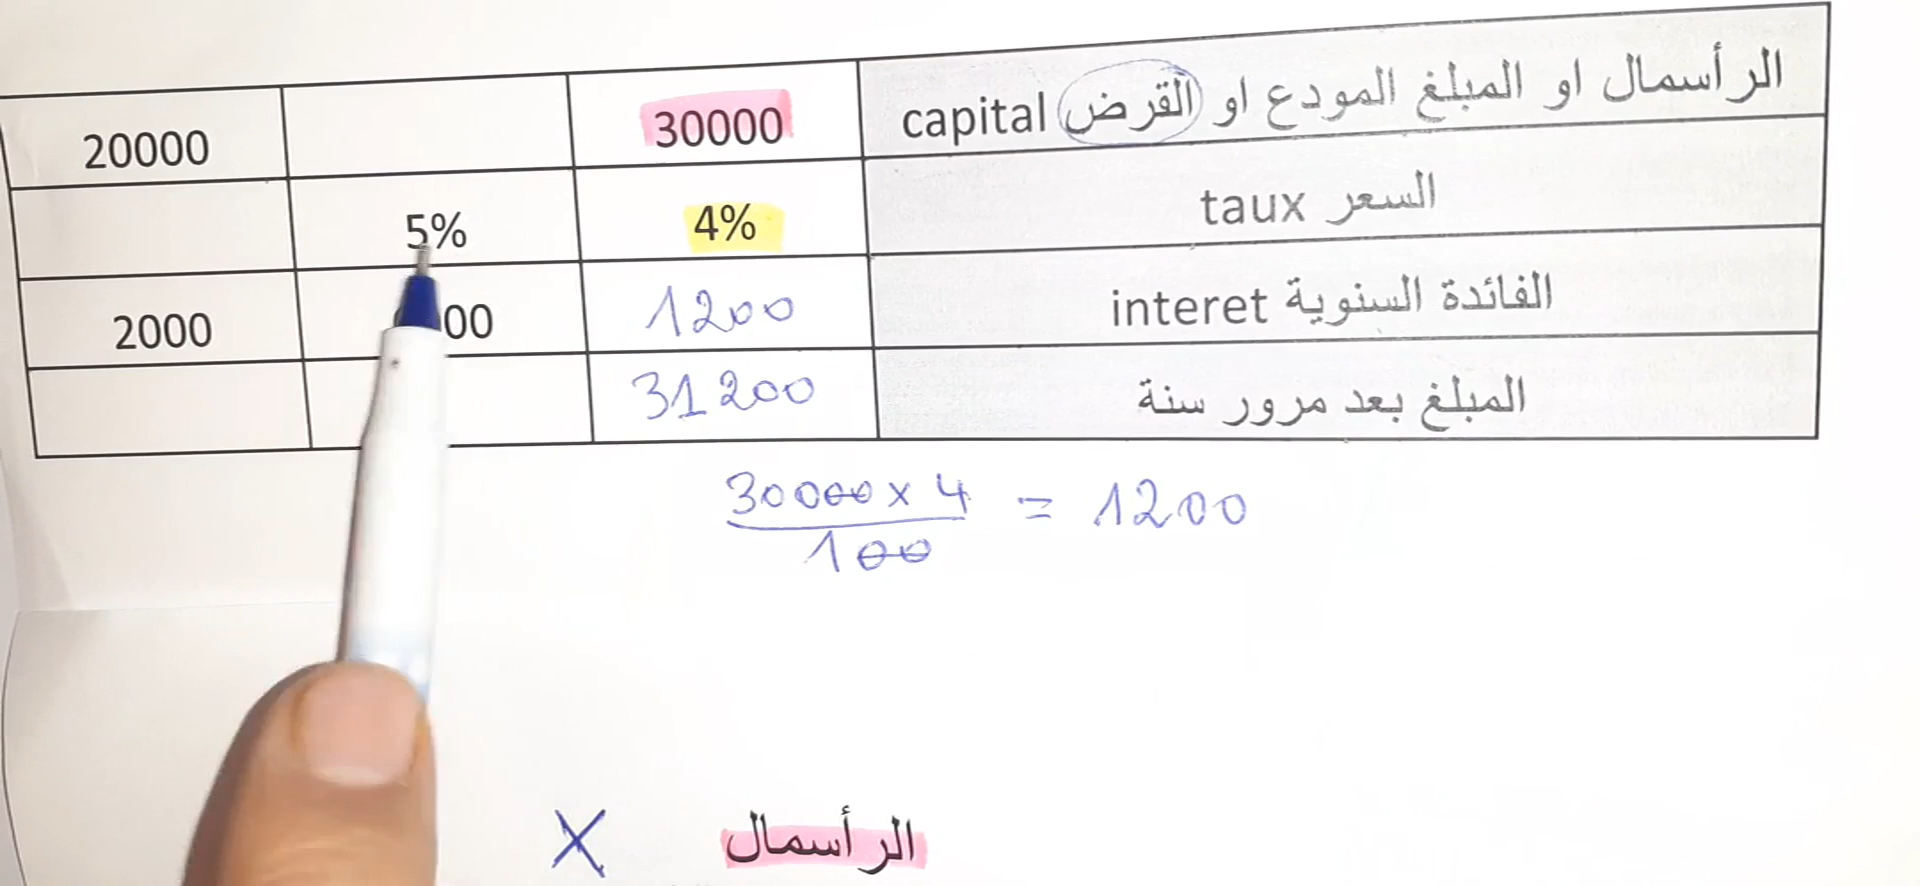 الرأسمال او المبلغ المودع او القرض capital 30000 20000
السعر taux 4% 5%
الفائدة السنوية interet 1200 00 2000
المبلغ بعد مرور سنة 31200
30000 x 4 = 1200
100
الرأسمال X